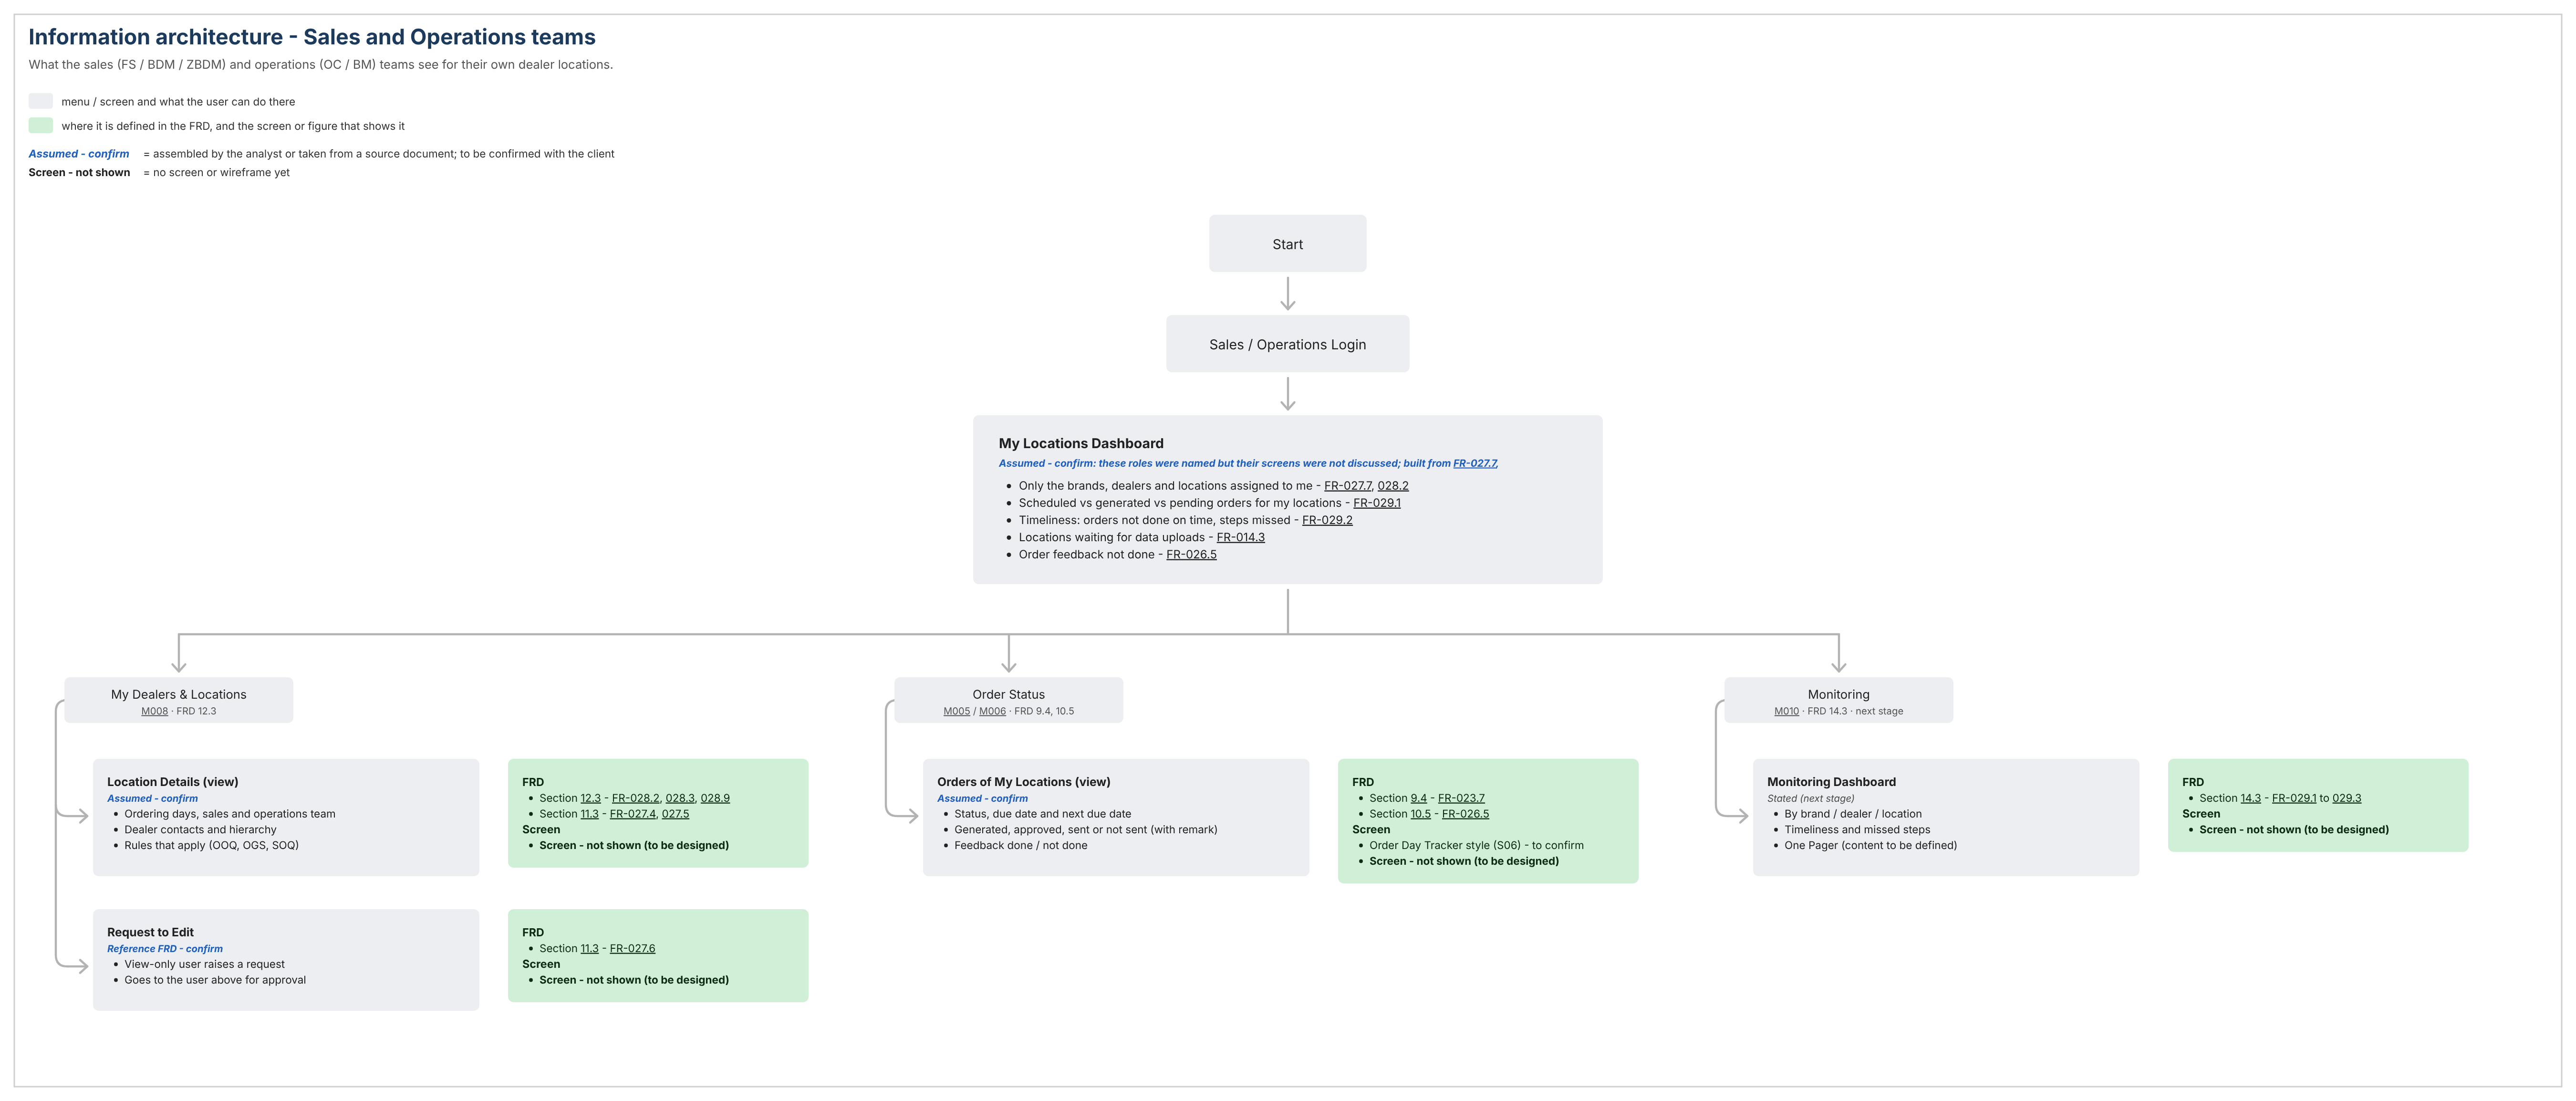 Information architecture - Sales and Operations teams
What the sales (FS / BDM / ZBDM) and operations (OC / BM) teams see for their own dealer locations.
menu / screen and what the user can do there
where it is defined in the FRD, and the screen or figure that shows it
Assumed - confirm = assembled by the analyst or taken from a source document; to be confirmed with the client
Screen - not shown = no screen or wireframe yet
Start
Sales / Operations Login
My Locations Dashboard
Assumed - confirm: these roles were named but their screens were not discussed; built from FR-027.7,
• Only the brands, dealers and locations assigned to me - FR-027.7, 028.2
• Scheduled vs generated vs pending orders for my locations - FR-029.1
• Timeliness: orders not done on time, steps missed - FR-029.2
• Locations waiting for data uploads - FR-014.3
• Order feedback not done - FR-026.5
My Dealers & Locations
M008 · FRD 12.3
Location Details (view)
Assumed - confirm
• Ordering days, sales and operations team
• Dealer contacts and hierarchy
• Rules that apply (OOQ, OGS, SOQ)
FRD
• Section 12.3 - FR-028.2, 028.3, 028.9
• Section 11.3 - FR-027.4, 027.5
Screen
• Screen - not shown (to be designed)
Request to Edit
Reference FRD - confirm
• View-only user raises a request
• Goes to the user above for approval
FRD
• Section 11.3 - FR-027.6
Screen
• Screen - not shown (to be designed)
Order Status
M005 / M006 · FRD 9.4, 10.5
Orders of My Locations (view)
Assumed - confirm
• Status, due date and next due date
• Generated, approved, sent or not sent (with remark)
• Feedback done / not done
FRD
• Section 9.4 - FR-023.7
• Section 10.5 - FR-026.5
Screen
• Order Day Tracker style (S06) - to confirm
• Screen - not shown (to be designed)
Monitoring
M010 · FRD 14.3 · next stage
Monitoring Dashboard
Stated (next stage)
• By brand / dealer / location
• Timeliness and missed steps
• One Pager (content to be defined)
FRD
• Section 14.3 - FR-029.1 to 029.3
Screen
• Screen - not shown (to be designed)